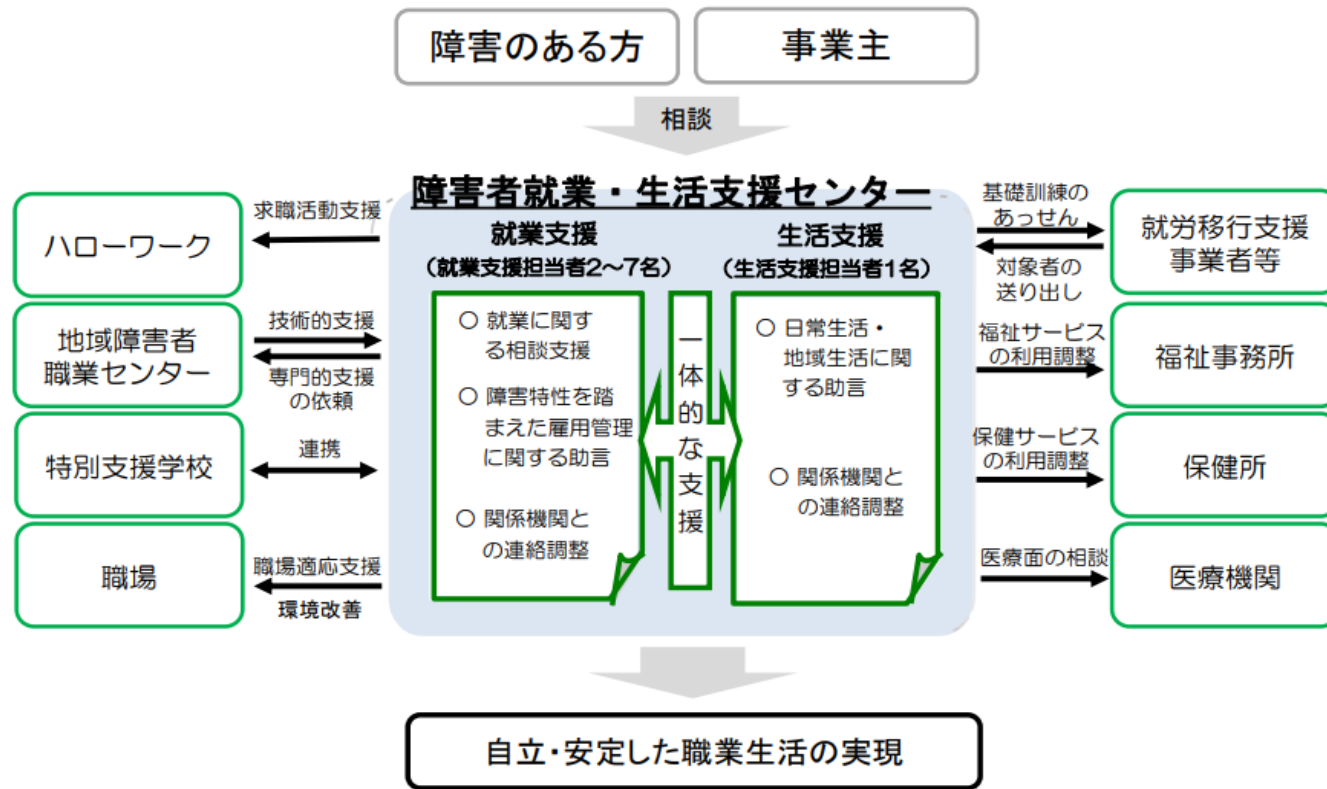 障害のある方
事業主
相談
障害者就業・生活支援センター
ハローワーク
求職活動支援
地域障害者
職業センター
技術的支援
専門的支援
の依頼
特別支援学校
連携
職場
職場適応支援
環境改善
就業支援
（就業支援担当者2～7名）
○ 就業に関す
る相談支援
○ 障害特性を踏
まえた雇用管理
に関する助言
○ 関係機関と
の連絡調整
一体的な支援
生活支援
（生活支援担当者1名）
○ 日常生活・
地域生活に関
する助言
○ 関係機関と
の連絡調整
基礎訓練の
あっせん
対象者の
送り出し
就労移行支援
事業者等
福祉サービス
の利用調整
福祉事務所
保健サービス
の利用調整
保健所
医療面の相談
医療機関
自立・安定した職業生活の実現